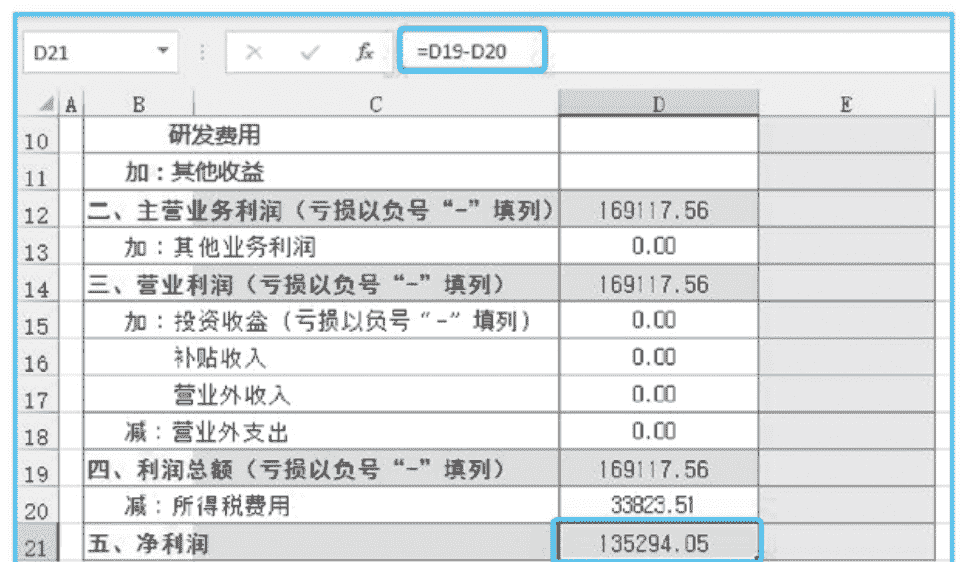 D21 fx =D19-D20
A B C D E
10 研发费用
11 加：其他收益
12 二、主营业务利润（亏损以负号“-”填列） 169117.56
13 加：其他业务利润 0.00
14 三、营业利润（亏损以负号“-”填列） 169117.56
15 加：投资收益（亏损以负号“-”填列） 0.00
16 补贴收入 0.00
17 营业外收入 0.00
18 减：营业外支出 0.00
19 四、利润总额（亏损以负号“-”填列） 169117.56
20 减：所得税费用 33823.51
21 五、净利润 135294.05